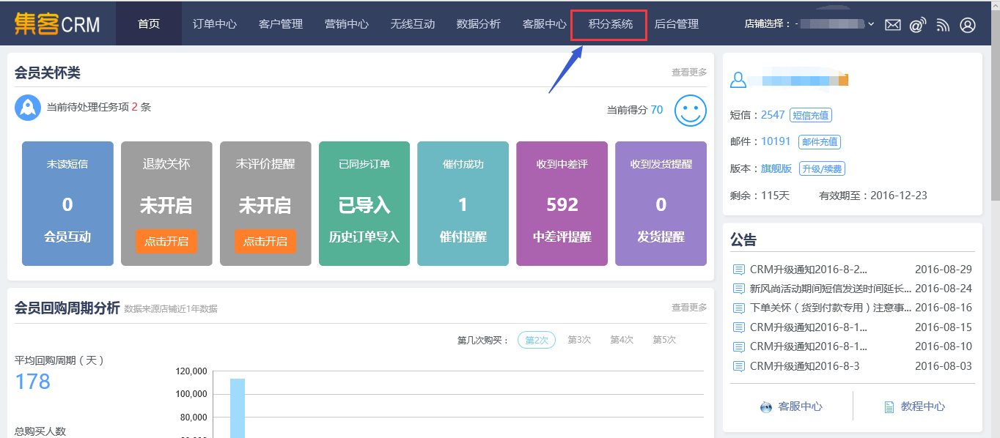 集客CRM 首页 订单中心 客户管理 营销中心 无线互动 数据分析 客服中心 积分系统 后台管理 店铺选择： -
会员关怀类 查看更多
当前待处理任务项 2 条 当前得分 70
未读短信 退款关怀 未评价提醒 已同步订单 催付成功 收到中差评 收到发货提醒
0 未开启 未开启 已导入 1 592 0
会员互动 点击开启 点击开启 历史订单导入 催付提醒 中差评提醒 发货提醒
会员回购周期分析 数据来源店铺近1年数据 查看更多
第几次购买： 第2次 第3次 第4次 第5次
平均回购周期（天）
178
总购买人数
120,000
100,000
80,000
短信：2547 短信充值
邮件：10191 邮件充值
版本：旗舰版 升级/续费
剩余：115天 有效期至：2016-12-23
公告
CRM升级通知2016-8-2... 2016-08-29
新风尚活动期间短信发送时间延长... 2016-08-24
下单关怀（货到付款专用）注意事... 2016-08-16
CRM升级通知2016-8-1... 2016-08-15
CRM升级通知2016-8-1... 2016-08-10
CRM升级通知2016-8-3 2016-08-03
客服中心 教程中心